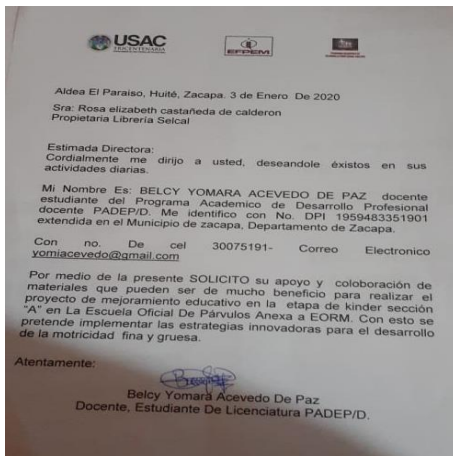 USAC
TRICENTENARIA
EFPEM
Aldea El Paraiso, Huité, Zacapa. 3 de Enero De 2020
Sra: Rosa elizabeth castañeda de calderon
Propietaria Librería Selcal
Estimada Directora:
Cordialmente me dirijo a usted, deseandole éxistos en sus
actividades diarias.
Mi Nombre Es: BELCY YOMARA ACEVEDO DE PAZ docente
estudiante del Programa Academico de Desarrollo Profesional
docente PADEP/D. Me identifico con No. DPI 1959483351901
extendida en el Municipio de zacapa, Departamento de Zacapa.
Con no. De cel 30075191- Correo Electronico
yomiacevedo@gmail.com
Por medio de la presente SOLICITO su apoyo y coloboración de
materiales que pueden ser de mucho beneficio para realizar el
proyecto de mejoramiento educativo en la etapa de kinder sección
"A" en La Escuela Oficial De Párvulos Anexa a EORM. Con esto se
pretende implementar las estrategias innovadoras para el desarrollo
de la motricidad fina y gruesa.
Atentamente:
Belcy Yomara Acevedo De Paz
Docente, Estudiante De Licenciatura PADEP/D.